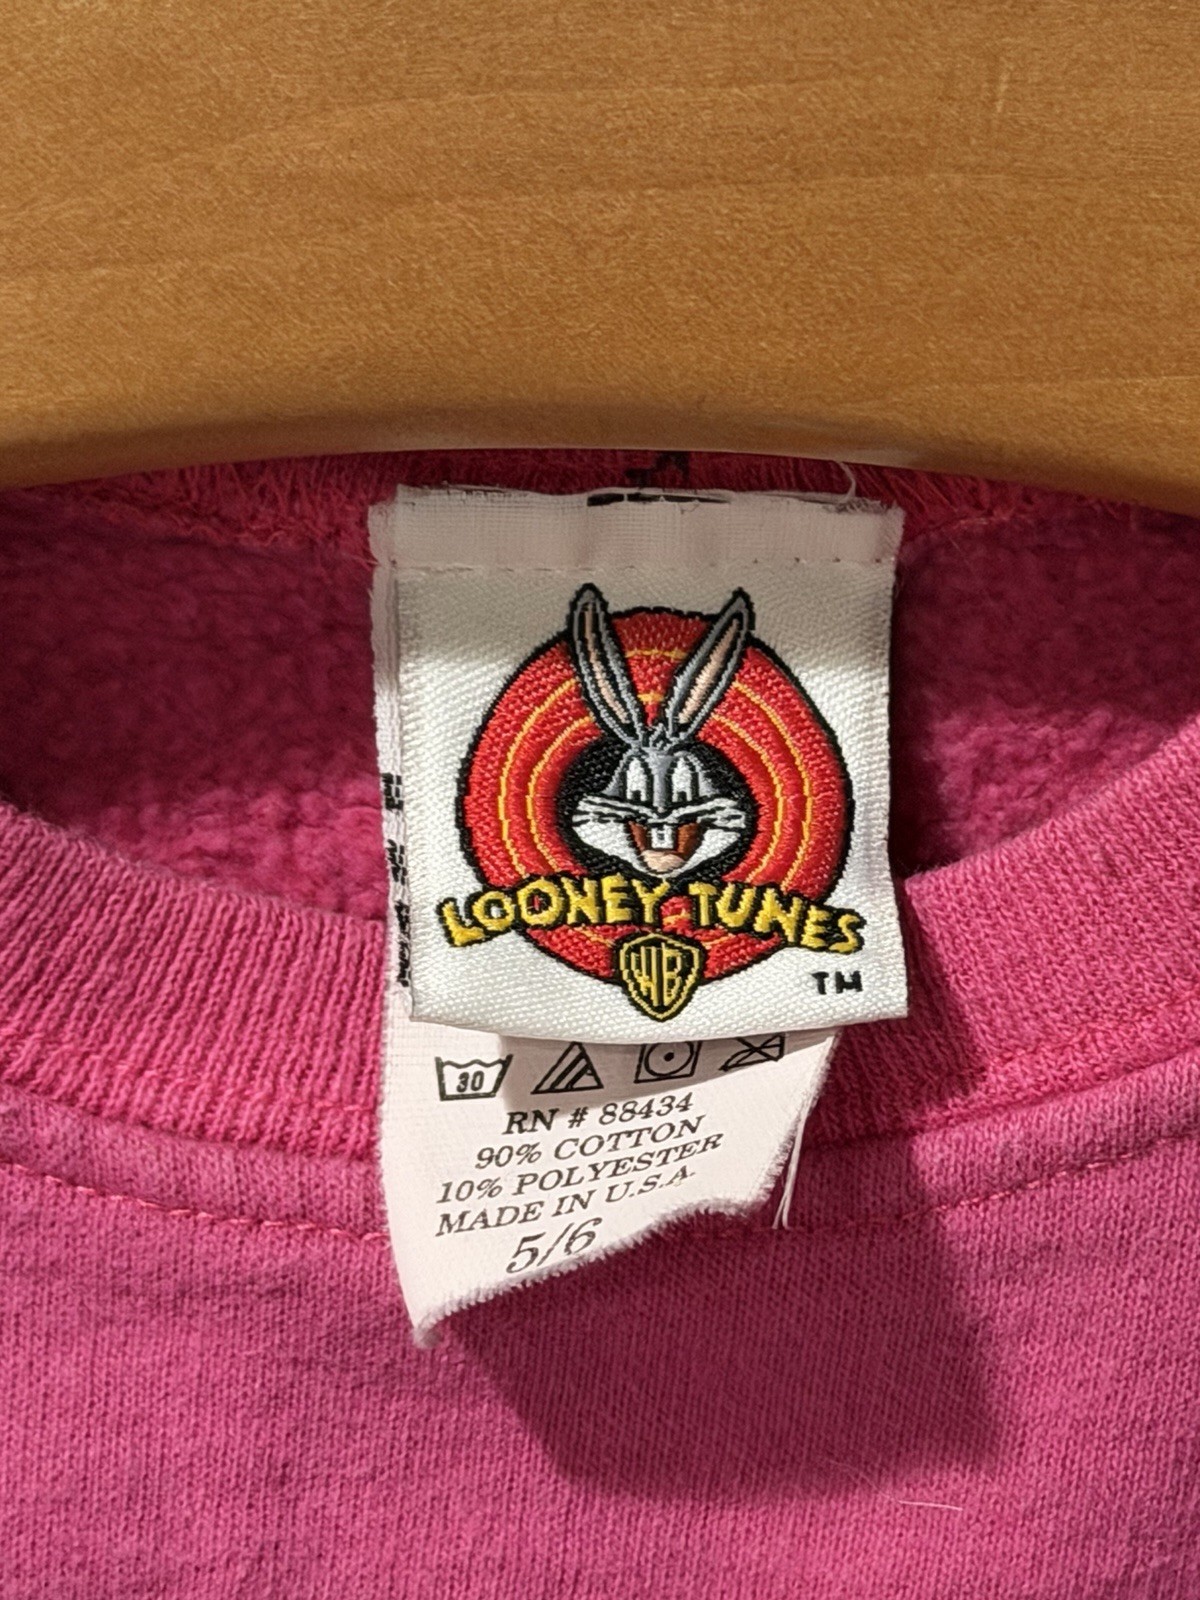 LOONEY TUNES
WB
TM
30
RN # 88434
90% COTTON
10% POLYESTER
MADE IN U.S.A.
5/6